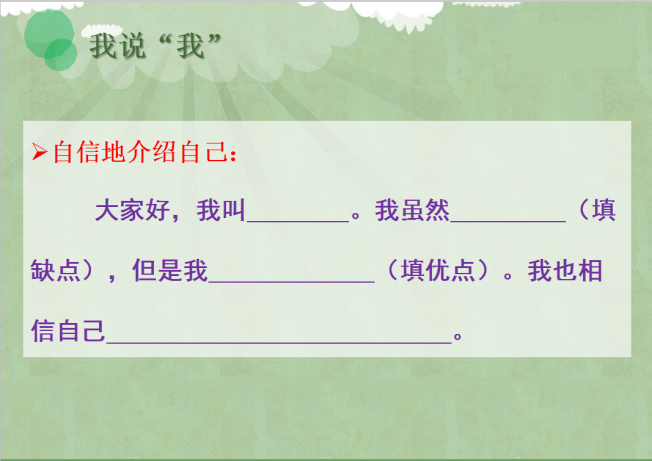 我说“我”
➢自信地介绍自己：
大家好，我叫________。我虽然_________（填
缺点），但是我_____________（填优点）。我也相
信自己___________________________。